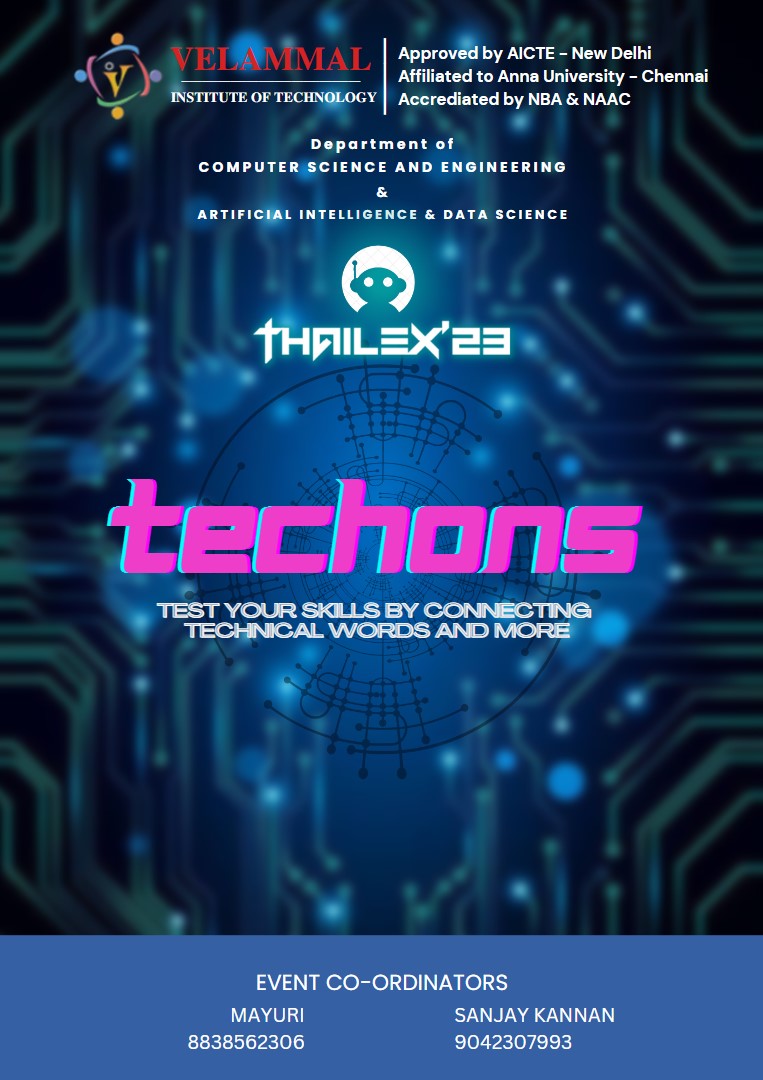 V
VELAMMAL
INSTITUTE OF TECHNOLOGY
Approved by AICTE - New Delhi
Affiliated to Anna University - Chennai
Accrediated by NBA & NAAC
Department of
COMPUTER SCIENCE AND ENGINEERING
&
ARTIFICIAL INTELLIGENCE & DATA SCIENCE
THAILEX'23
techons
TEST YOUR SKILLS BY CONNECTING
TECHNICAL WORDS AND MORE
EVENT CO-ORDINATORS
MAYURI
8838562306
SANJAY KANNAN
9042307993